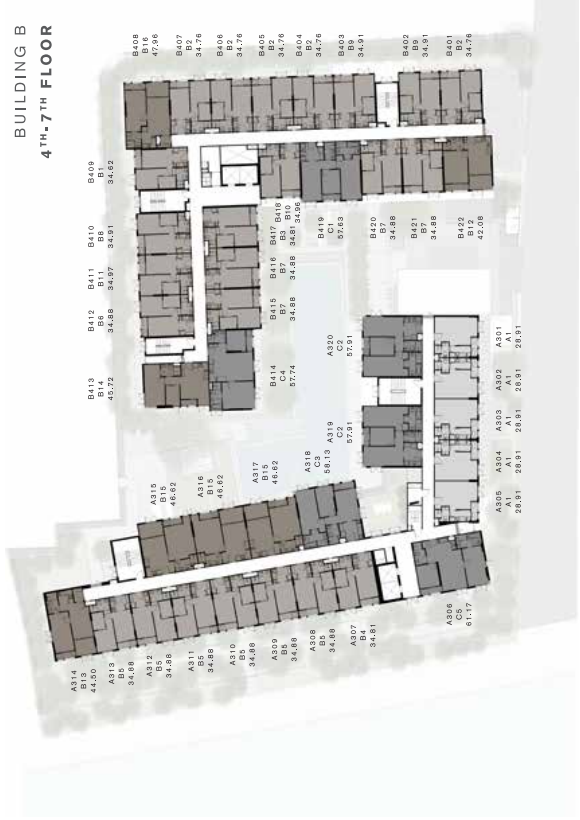 BUILDING B
4TH-7TH FLOOR
B408
B16
47.96
B407
B2
34.76
B406
B2
34.76
B405
B2
34.76
B404
B2
34.76
B403
B9
34.91
B402
B9
34.91
B401
B2
34.76
B409
B1
34.62
B410
B8
34.91
B411
B11
34.97
B412
B6
34.88
B413
B14
45.72
B418
B10
34.96
B417
B3
34.81
B416
B7
34.88
B415
B7
34.88
B414
C4
57.74
B419
C1
57.63
B420
B7
34.88
B421
B7
34.88
B422
B12
42.08
A320
C2
57.91
A319
C2
57.91
A318
C3
58.13
A317
B15
46.62
A316
B15
46.62
A315
B15
46.62
A301
A1
28.91
A302
A1
28.91
A303
A1
28.91
A304
A1
28.91
A305
A1
28.91
A306
C5
61.17
A307
B4
34.81
A308
B5
34.88
A309
B5
34.88
A310
B5
34.88
A311
B5
34.88
A312
B5
34.88
A313
B5
34.88
A314
B13
44.50